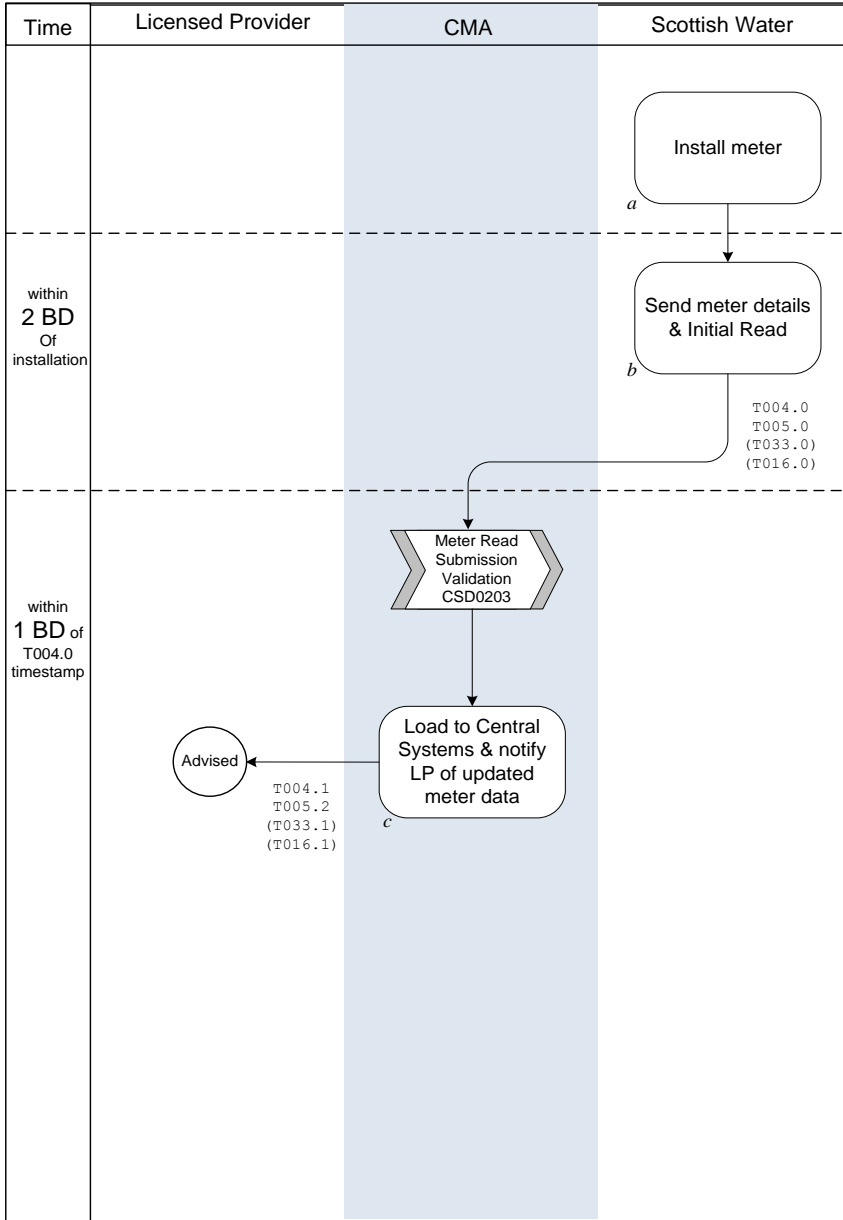 Time
Licensed Provider
CMA
Scottish Water
Install meter
a
within
2 BD
Of
installation
Send meter details
& Initial Read
b
T004.0
T005.0
(T033.0)
(T016.0)
within
1 BD of
T004.0
timestamp
Meter Read
Submission
Validation
CSD0203
Load to Central
Systems & notify
LP of updated
meter data
c
Advised
T004.1
T005.2
(T033.1)
(T016.1)